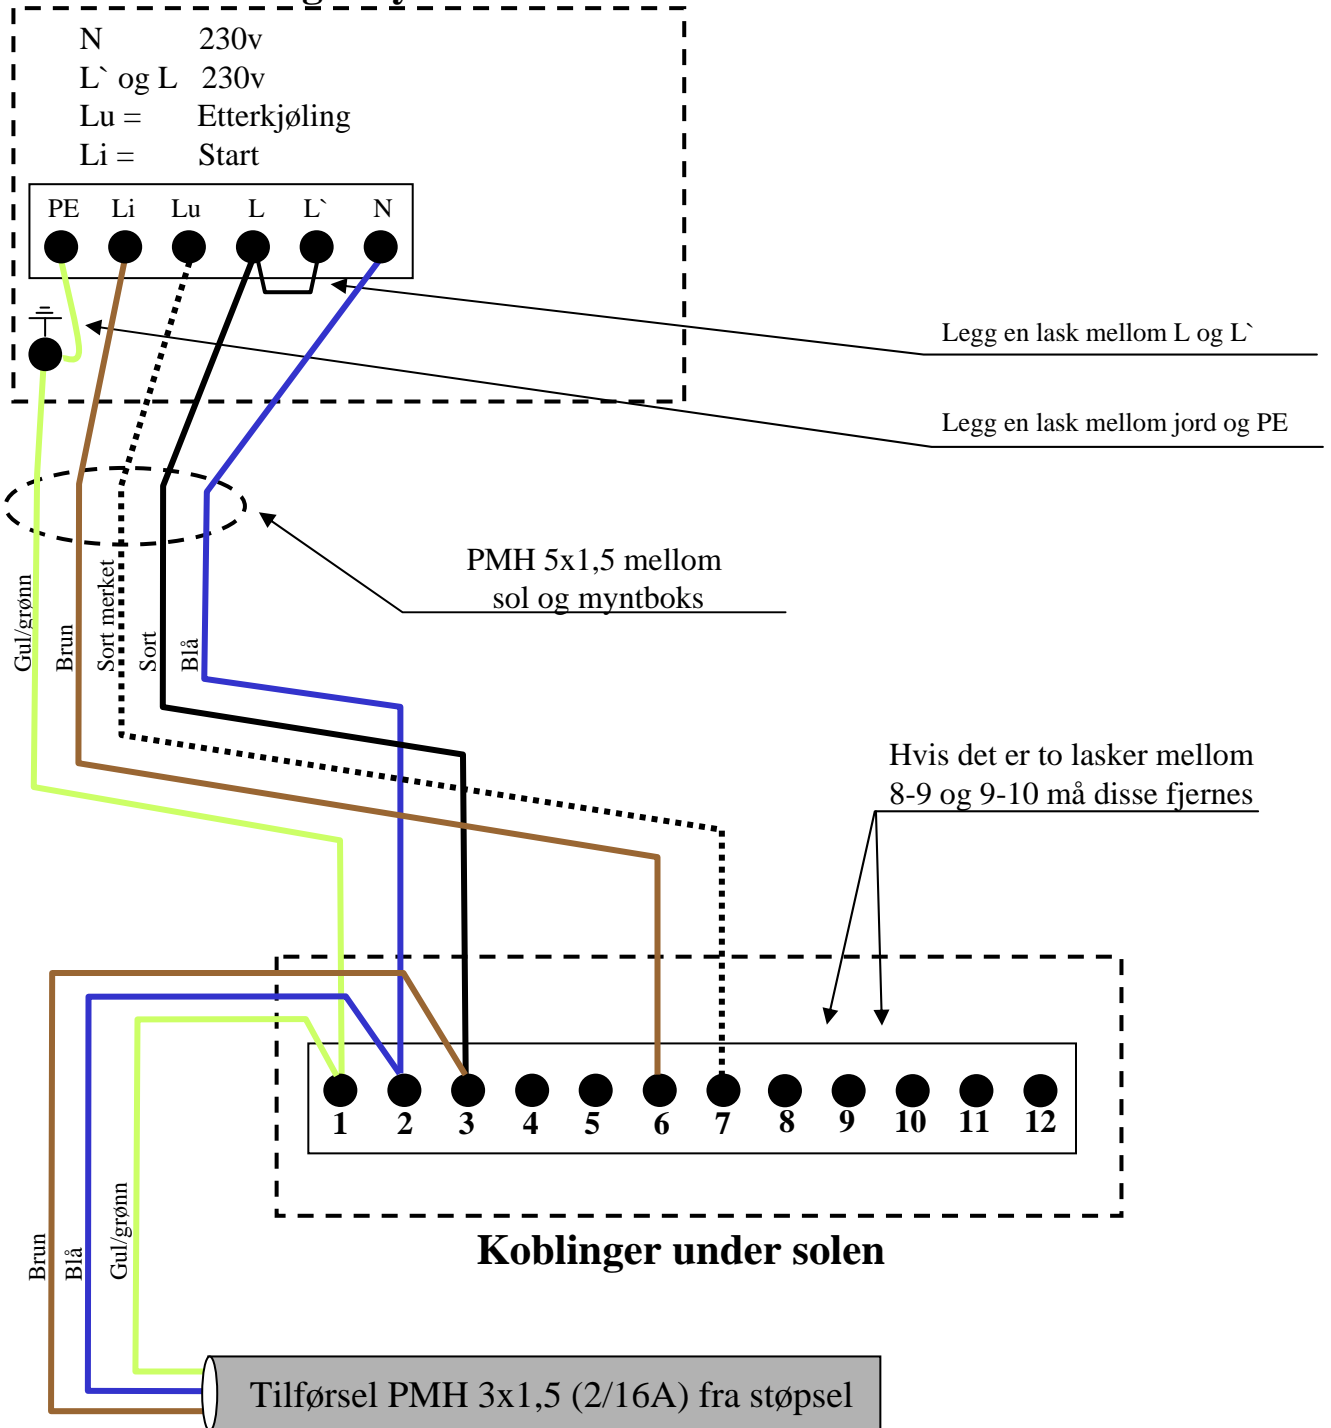 N 230v
L` og L 230v
Lu = Etterkjøling
Li = Start
PE Li Lu L L` N
Legg en lask mellom L og L`
Legg en lask mellom jord og PE
PMH 5x1,5 mellom
sol og myntboks
Gul/grønn
Brun
Sort merket
Sort
Blå
Hvis det er to lasker mellom
8-9 og 9-10 må disse fjernes
1 2 3 4 5 6 7 8 9 10 11 12
Koblinger under solen
Brun
Blå
Gul/grønn
Tilførsel PMH 3x1,5 (2/16A) fra støpsel